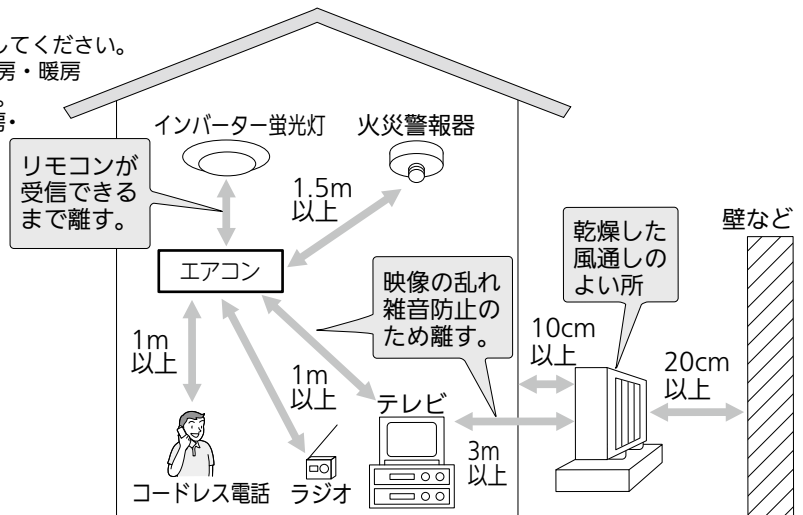 してください。
房・暖房
。
房・
インバーター蛍光灯
火災警報器
リモコンが
受信できる
まで離す。
1.5m
以上
エアコン
壁など
乾燥した
風通しの
よい所
映像の乱れ
雑音防止の
ため離す。
1m
以上
1m
以上
10cm
以上
20cm
以上
テレビ
3m
以上
コードレス電話
ラジオ